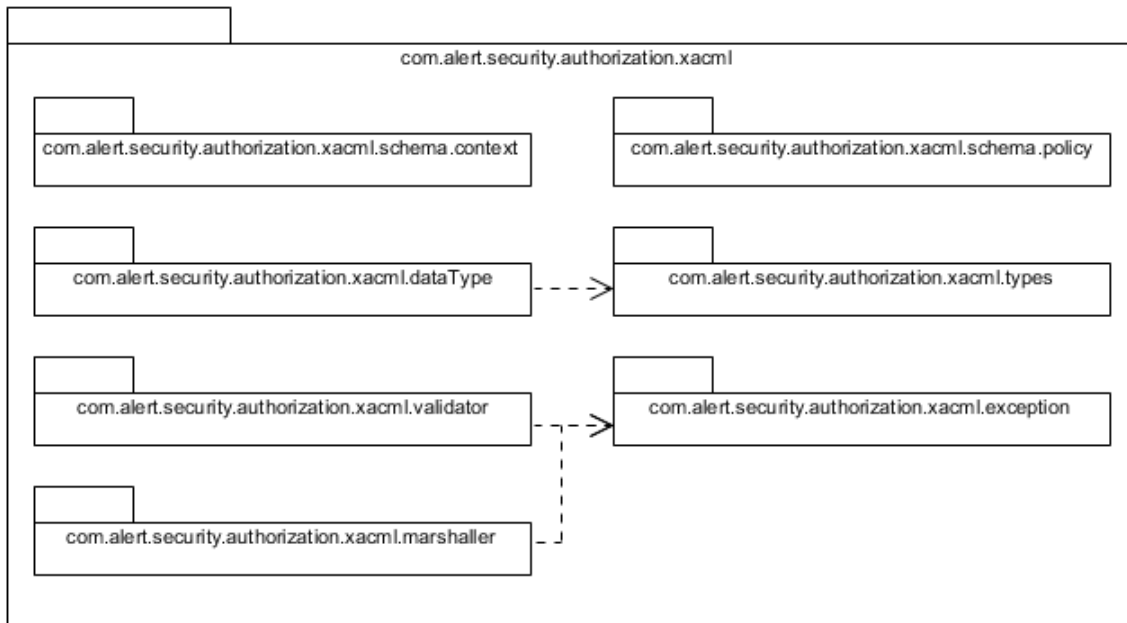 com.alert.security.authorization.xacml
com.alert.security.authorization.xacml.schema.context
com.alert.security.authorization.xacml.schema.policy
com.alert.security.authorization.xacml.dataType
com.alert.security.authorization.xacml.types
com.alert.security.authorization.xacml.validator
com.alert.security.authorization.xacml.exception
com.alert.security.authorization.xacml.marshaller